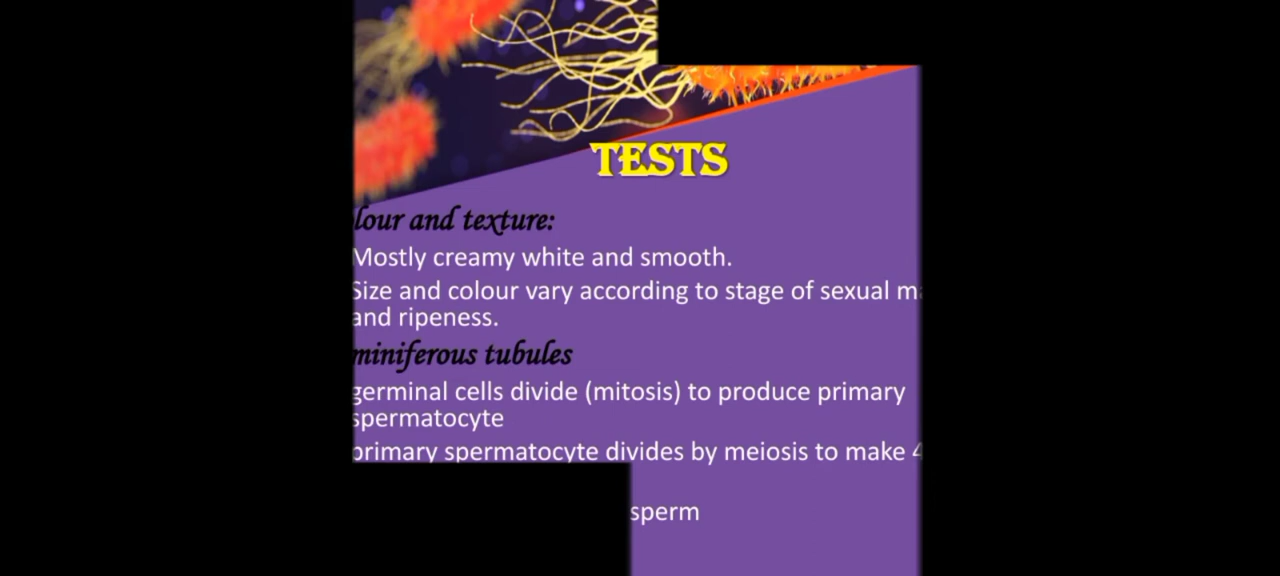 TESTS
lour and texture:
Mostly creamy white and smooth.
Size and colour vary according to stage of sexual
and ripeness.
miniferous tubules
germinal cells divide (mitosis) to produce primary
spermatocyte
primary spermatocyte divides by meiosis to make 4
sperm